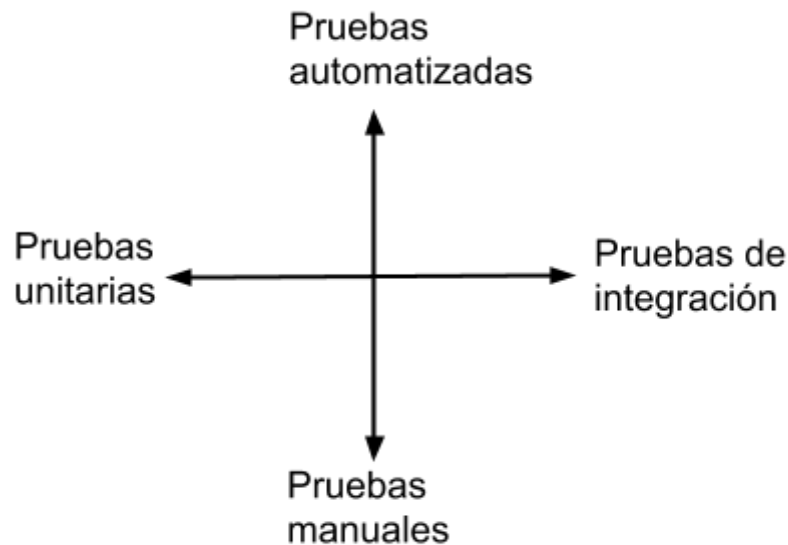 Pruebas
automatizadas
Pruebas
unitarias
Pruebas de
integración
Pruebas
manuales